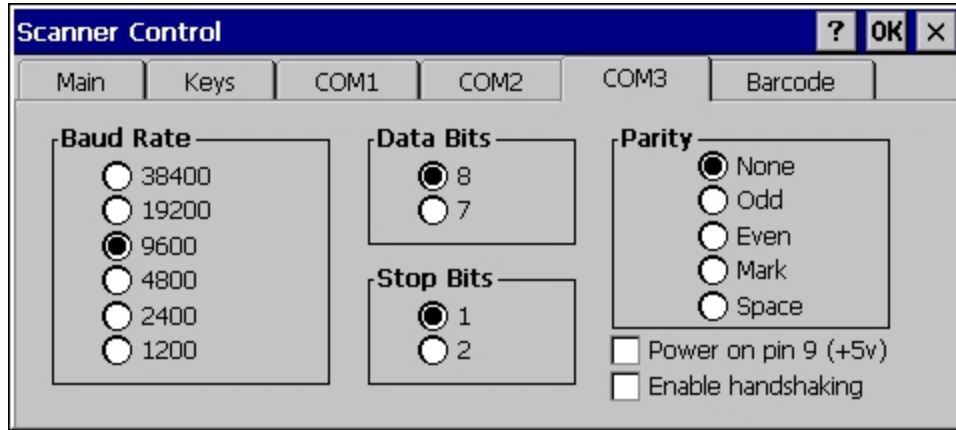 Scanner Control
? OK ×
Main Keys COM1 COM2 COM3 Barcode
Baud Rate
38400
19200
9600
4800
2400
1200
Data Bits
8
7
Stop Bits
1
2
Parity
None
Odd
Even
Mark
Space
Power on pin 9 (+5v)
Enable handshaking